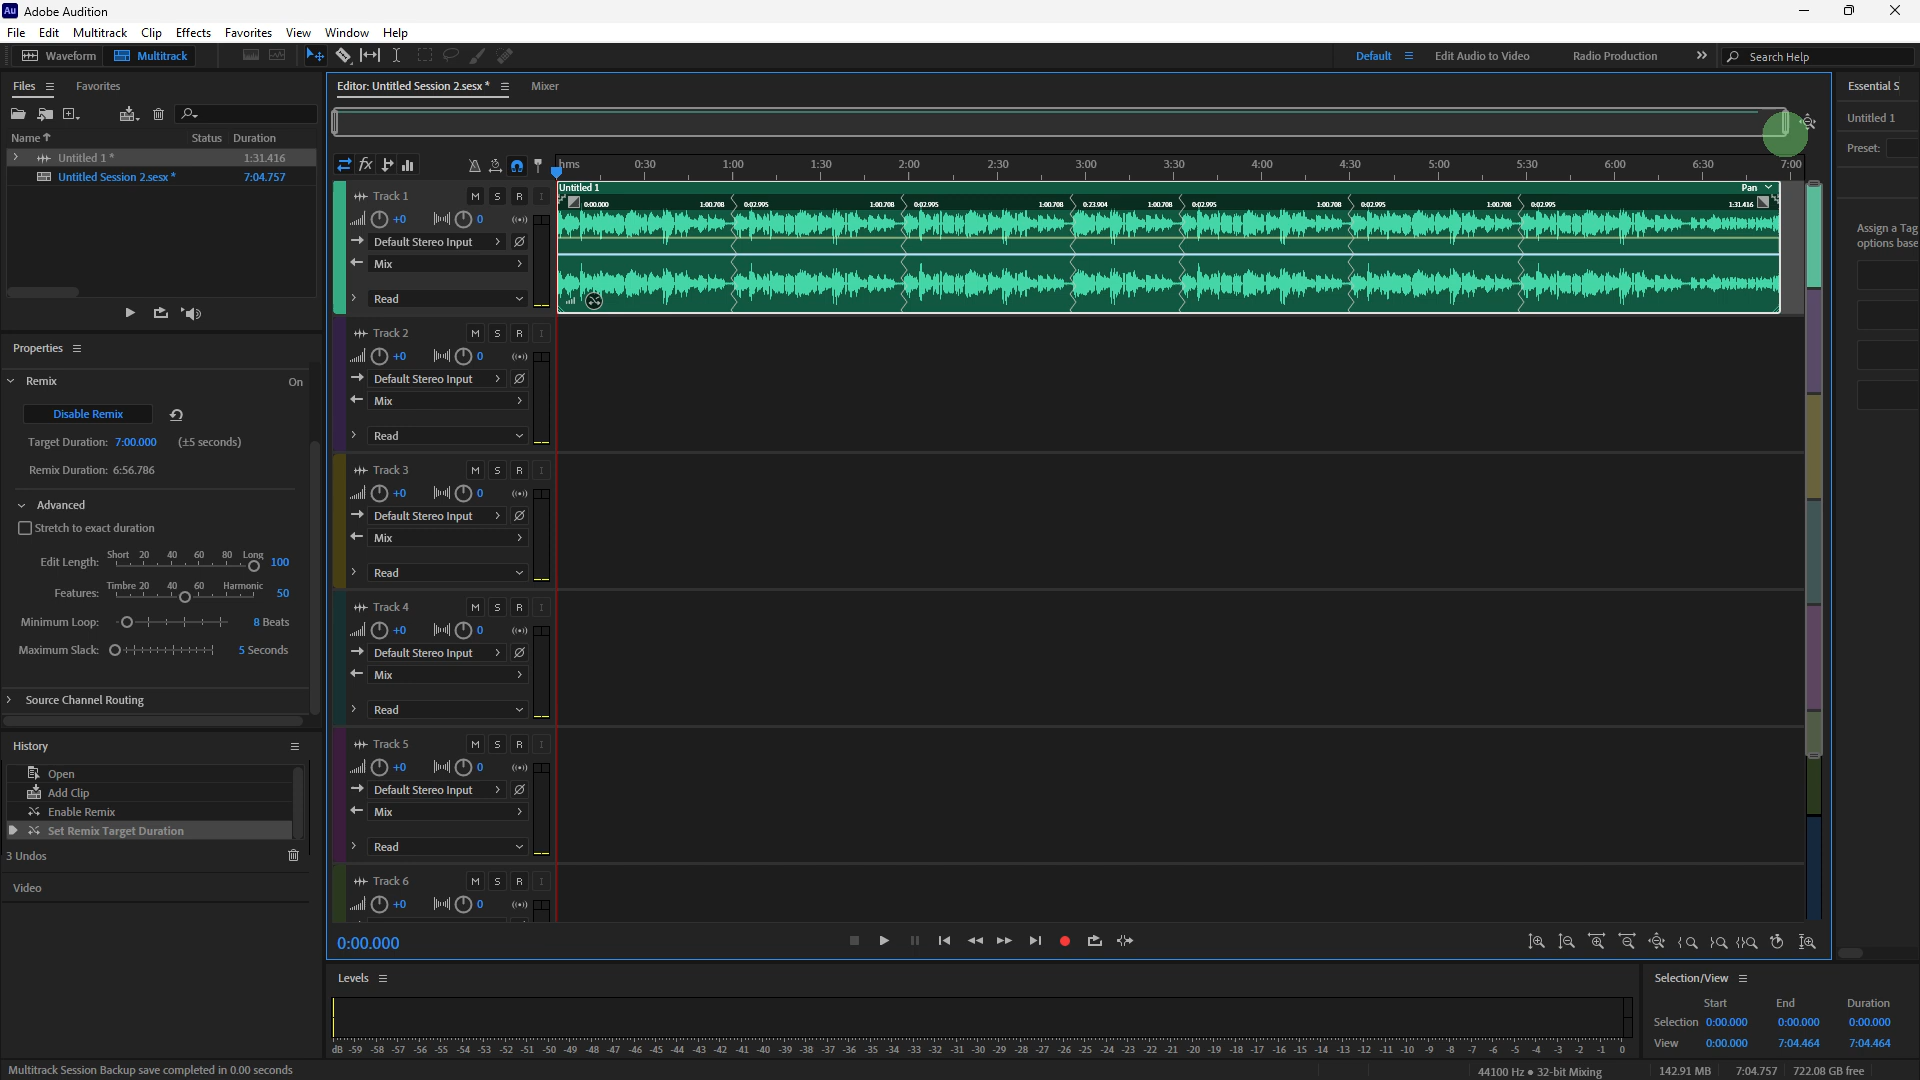 Au Adobe Audition
File Edit Multitrack Clip Effects Favorites View Window Help
Waveform Multitrack Default Edit Audio to Video Radio Production Search Help
Files Favorites
Name Status Duration
Untitled 1 * 1:31.416
Untitled Session 2.sesx * 7:04.757
Properties
Remix On
Disable Remix
Target Duration: 7:00.000 (±5 seconds)
Remix Duration: 6:56.786
Advanced
Stretch to exact duration
Short 20 40 60 80 Long
Edit Length: 100
Timbre 20 40 60 Harmonic
Features: 50
Minimum Loop: 8 Beats
Maximum Slack: 5 Seconds
Source Channel Routing
History
Open
Add Clip
Enable Remix
Set Remix Target Duration
3 Undos
Video
Editor: Untitled Session 2.sesx * Mixer
fx hms 0:30 1:00 1:30 2:00 2:30 3:00 3:30 4:00 4:30 5:00 5:30 6:00 6:30 7:00
Untitled 1 Pan
0:00.000 1:00.708 0:02.995 1:00.708 0:02.995 1:00.708 0:23.904 1:00.708 0:02.995 1:00.708 0:02.995 1:00.708 0:02.995 1:31.416
Track 1 M S R I
+0 0
Default Stereo Input
Mix
Read
Track 2 M S R I
+0 0
Default Stereo Input
Mix
Read
Track 3 M S R I
+0 0
Default Stereo Input
Mix
Read
Track 4 M S R I
+0 0
Default Stereo Input
Mix
Read
Track 5 M S R I
+0 0
Default Stereo Input
Mix
Read
Track 6 M S R I
+0 0
0:00.000
Essential S
Untitled 1
Preset:
Assign a Tag
options base
Levels
dB -59 -58 -57 -56 -55 -54 -53 -52 -51 -50 -49 -48 -47 -46 -45 -44 -43 -42 -41 -40 -39 -38 -37 -36 -35 -34 -33 -32 -31 -30 -29 -28 -27 -26 -25 -24 -23 -22 -21 -20 -19 -18 -17 -16 -15 -14 -13 -12 -11 -10 -9 -8 -7 -6 -5 -4 -3 -2 -1 0
Selection/View
Start End Duration
Selection 0:00.000 0:00.000 0:00.000
View 0:00.000 7:04.464 7:04.464
Multitrack Session Backup save completed in 0.00 seconds 44100 Hz ● 32-bit Mixing 142.91 MB 7:04.757 722.08 GB free